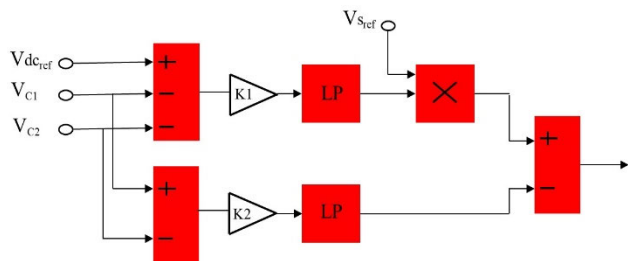 Vs_ref
Vdc_ref
+
K1
LP
×
V_C1
−
V_C2
−
+
−
+
K2
LP
−